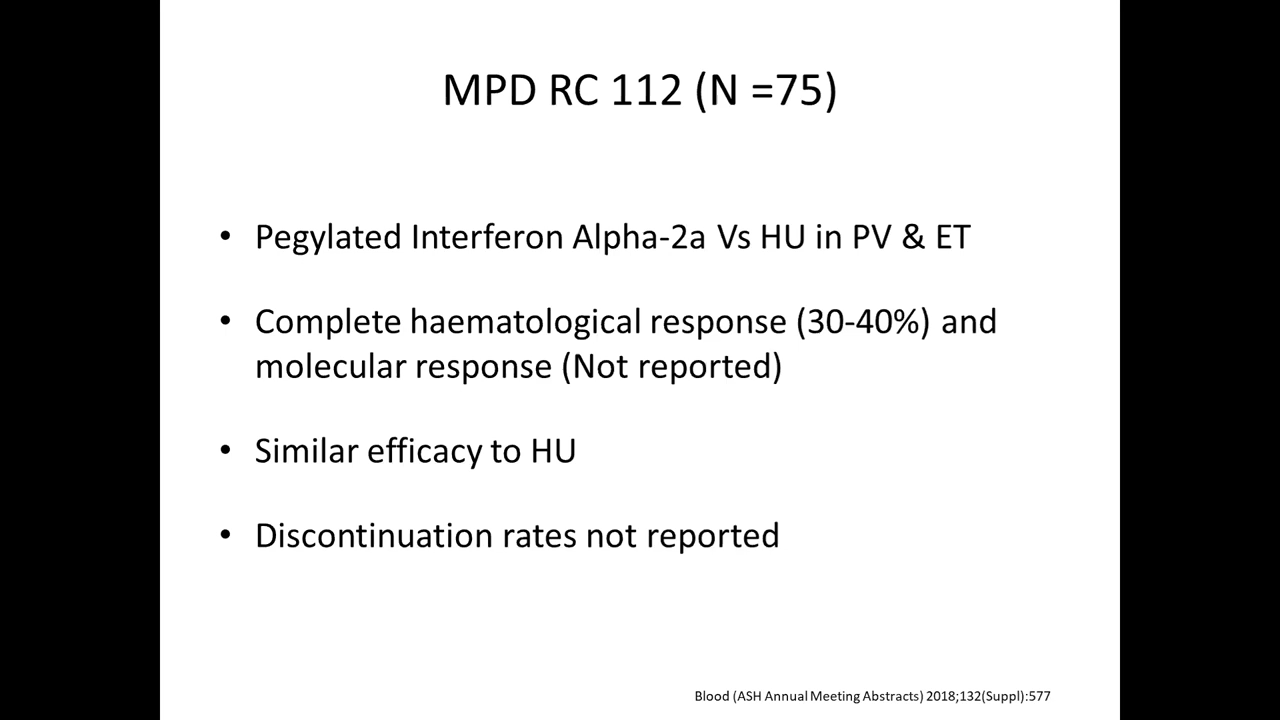 MPD RC 112 (N =75)
• Pegylated Interferon Alpha-2a Vs HU in PV & ET
• Complete haematological response (30-40%) and
molecular response (Not reported)
• Similar efficacy to HU
• Discontinuation rates not reported
Blood (ASH Annual Meeting Abstracts) 2018;132(Suppl):577